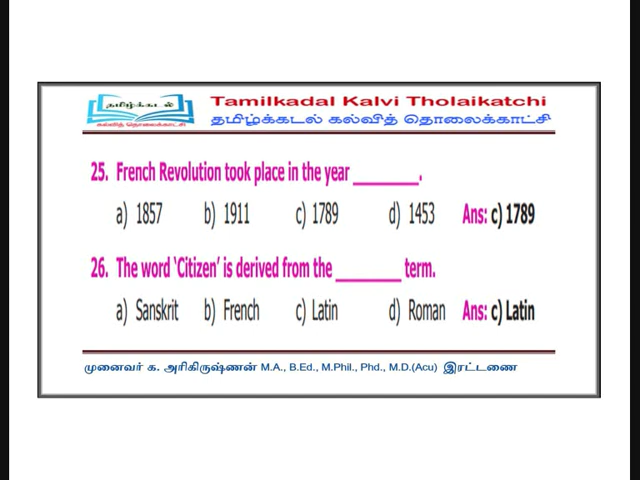 தமிழ்க்கடல்
கல்வித் தொலைக்காட்சி
Tamilkadal Kalvi Tholaikatchi
தமிழ்க்கடல் கல்வித் தொலைக்காட்சி
25. French Revolution took place in the year ________.
a) 1857 b) 1911 c) 1789 d) 1453 Ans: c) 1789
26. The word ‘Citizen’ is derived from the ________ term.
a) Sanskrit b) French c) Latin d) Roman Ans: c) Latin
முனைவர் க. அரிகிருஷ்ணன் M.A., B.Ed., M.Phil., Phd., M.D.(Acu) இரட்டணை